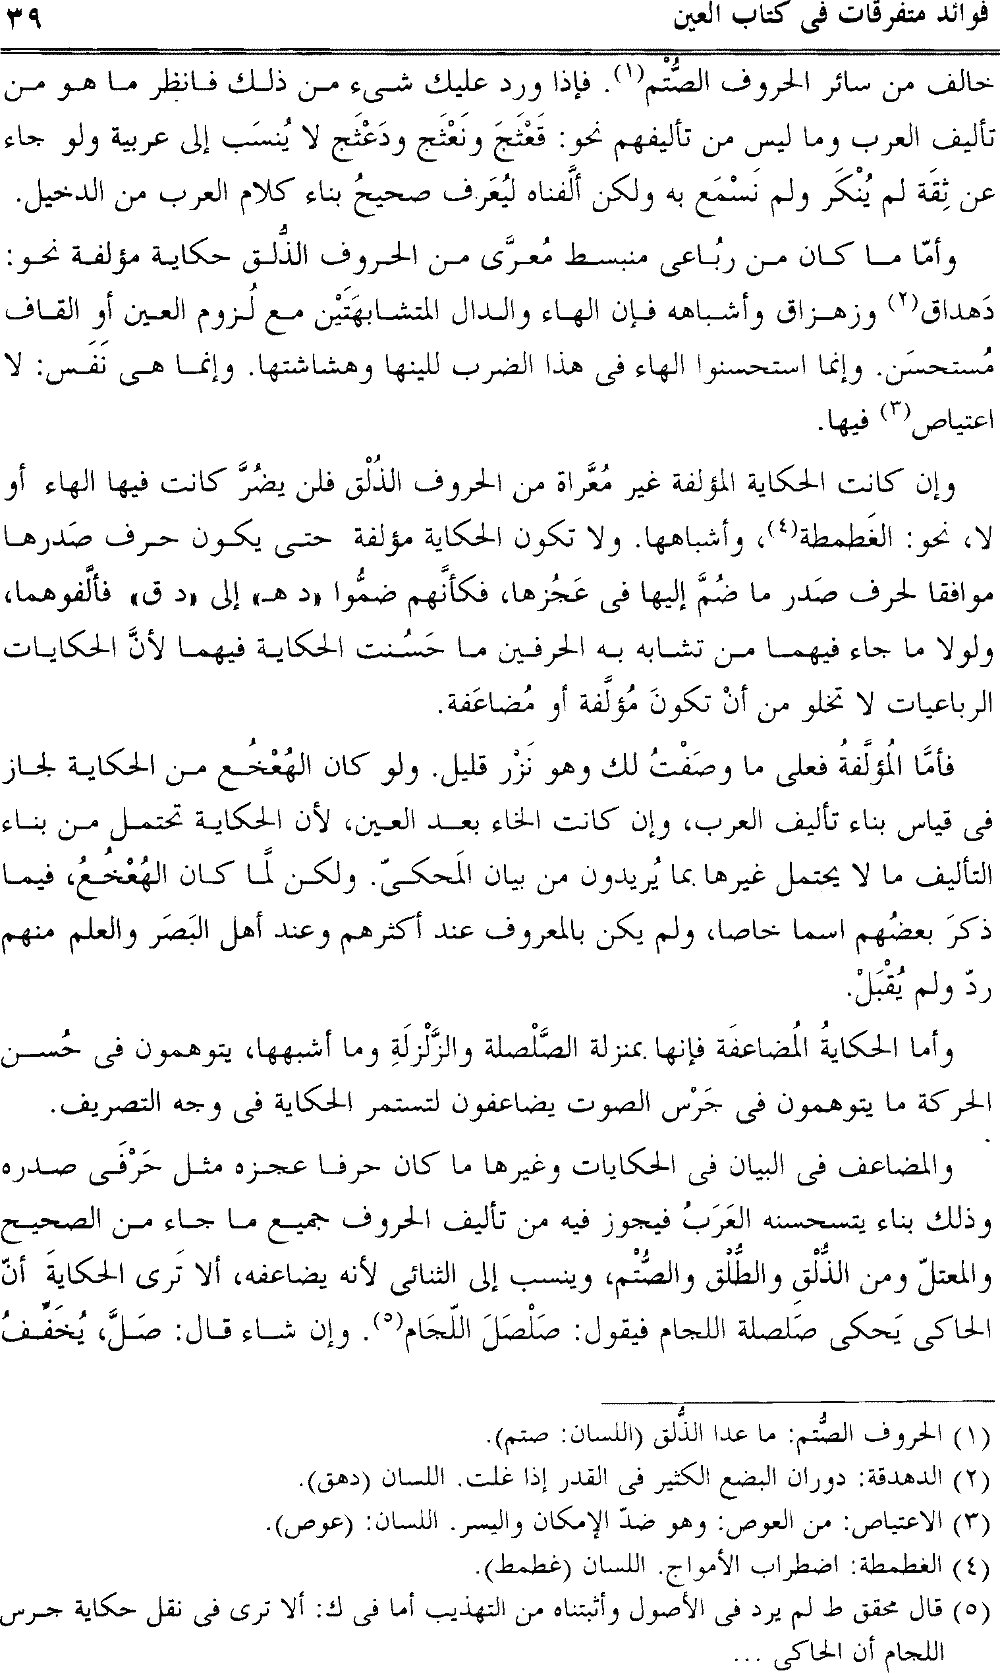 فوائد متفرقات فى كتاب العين ٣٩
خالف من سائر الحروف الصُّتْم(١). فإذا ورد عليك شىء من ذلك فانظر ما هو من
تأليف العرب وما ليس من تأليفهم نحو: قَعْثَجَ ونَعْثَج ودَعْثَج لا يُنسَب إلى عربية ولو جاء
عن ثِقَة لم يُنْكَر ولم نَسْمَع به ولكن ألَّفناه ليُعَرف صحيحُ بناء كلام العرب من الدخيل.
وأمّا ما كان من رُباعى منبسط مُعرَّى من الحروف الذُّلق حكاية مؤلفة نحو:
دَهداق(٢) وزهزاق وأشباهه فإن الهاء والدال المتشابهَتَيْن مع لُزوم العين أو القاف
مُستحسَن. وإنما استحسنوا الهاء فى هذا الضرب للينها وهشاشتها. وإنما هى نَفَس: لا
اعتياص(٣) فيها.
وإن كانت الحكاية المؤلفة غير مُعَّراة من الحروف الذُلْق فلن يضُرَّ كانت فيها الهاء أو
لا، نحو: الغَطمطة(٤)، وأشباهها. ولا تكون الحكاية مؤلفة حتى يكون حرف صَدرها
موافقا لحرف صَدر ما ضُمَّ إليها فى عَجُزها، فكأنَّهم ضمُّوا «د هـ» إلى «د ق» فألَّفوهما،
ولولا ما جاء فيهما من تشابه به الحرفين ما حَسُنت الحكاية فيهما لأنَّ الحكايات
الرباعيات لا تخلو من أنْ تكونَ مُؤلَّفة أو مُضاعَفة.
فأمَّا المُؤلَّفةُ فعلى ما وصَفْتُ لك وهو نَزْر قليل. ولو كان الهُعْخُع من الحكاية لجاز
فى قياس بناء تأليف العرب، وإن كانت الخاء بعد العين، لأن الحكاية تحتمل من بناء
التأليف ما لا يحتمل غيرها بما يُريدون من بيان المَحكىّ. ولكن لَّما كان الهُعْخُعُ، فيما
ذكرَ بعضُهم اسما خاصا، ولم يكن بالمعروف عند أكثرهم وعند أهل البَصَر والعلم منهم
ردّ ولم يُقْبَلْ.
وأما الحكايةُ المُضاعفَة فإنها بمنزلة الصَّلْصلة والزَّلْزلَةِ وما أشبهها، يتوهمون فى حُسن
الحركة ما يتوهمون فى جَرْس الصوت يضاعفون لتستمر الحكاية فى وجه التصريف.
والمضاعف فى البيان فى الحكايات وغيرها ما كان حرفا عجزه مثل حَرْفَى صدره
وذلك بناء يتسحسنه العَرَبُ فيجوز فيه من تأليف الحروف جميع ما جاء من الصحيح
والمعتلّ ومن الذُّلْق والطُّلْق والصُّتْم، وينسب إلى الثنائى لأنه يضاعفه، ألا تَرى الحكايةَ أنّ
الحاكى يَحكى صَلصلة اللجام فيقول: صَلْصَلَ اللّجَام(٥). وإن شاء قال: صَلَّ، يُخَفِّفُ
(١) الحروف الصُّتم: ما عدا الذُّلق (اللسان: صتم).
(٢) الدهدقة: دوران البضع الكثير فى القدر إذا غلت. اللسان (دهق).
(٣) الاعتياص: من العوص: وهو ضدّ الإمكان واليسر. اللسان: (عوص).
(٤) الغطمطة: اضطراب الأمواج. اللسان (غطمط).
(٥) قال محقق ط لم يرد فى الأصول وأثبتناه من التهذيب أما فى ك: ألا ترى فى نقل حكاية جرس
اللجام أن الحاكى ...